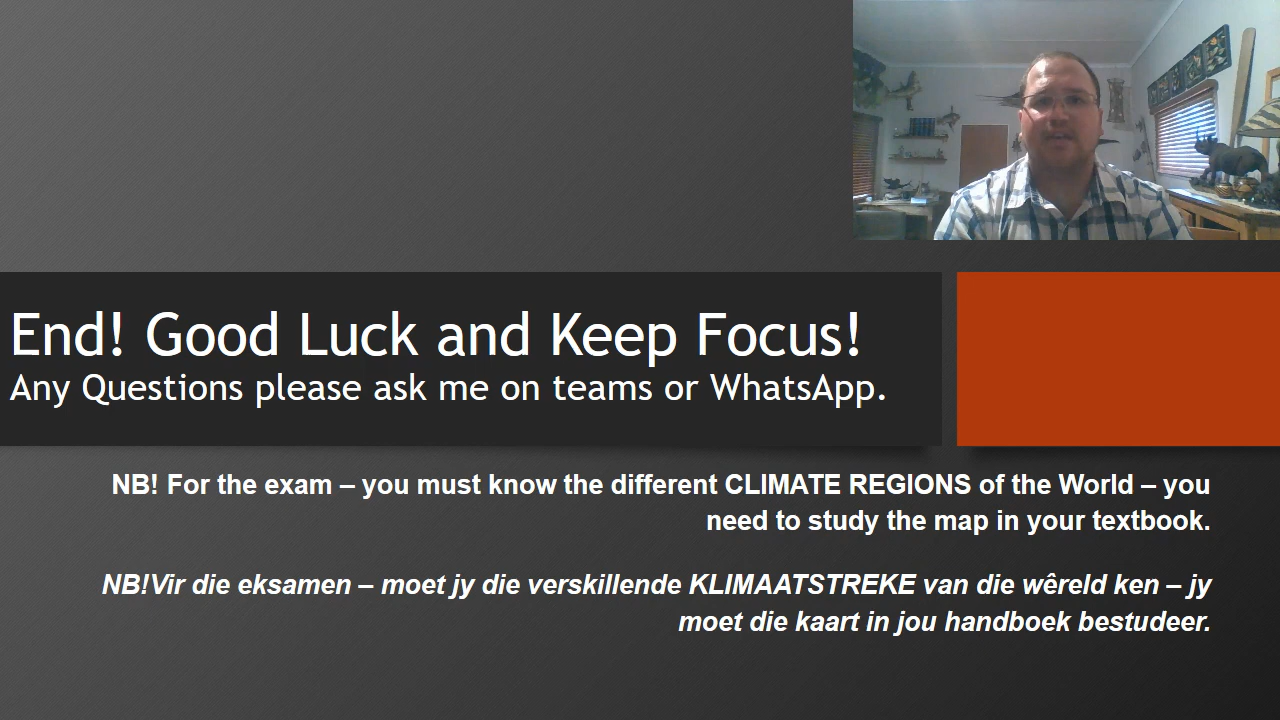 End! Good Luck and Keep Focus!
Any Questions please ask me on teams or WhatsApp.
NB! For the exam – you must know the different CLIMATE REGIONS of the World – you
need to study the map in your textbook.
NB!Vir die eksamen – moet jy die verskillende KLIMAATSTREKE van die wêreld ken – jy
moet die kaart in jou handboek bestudeer.